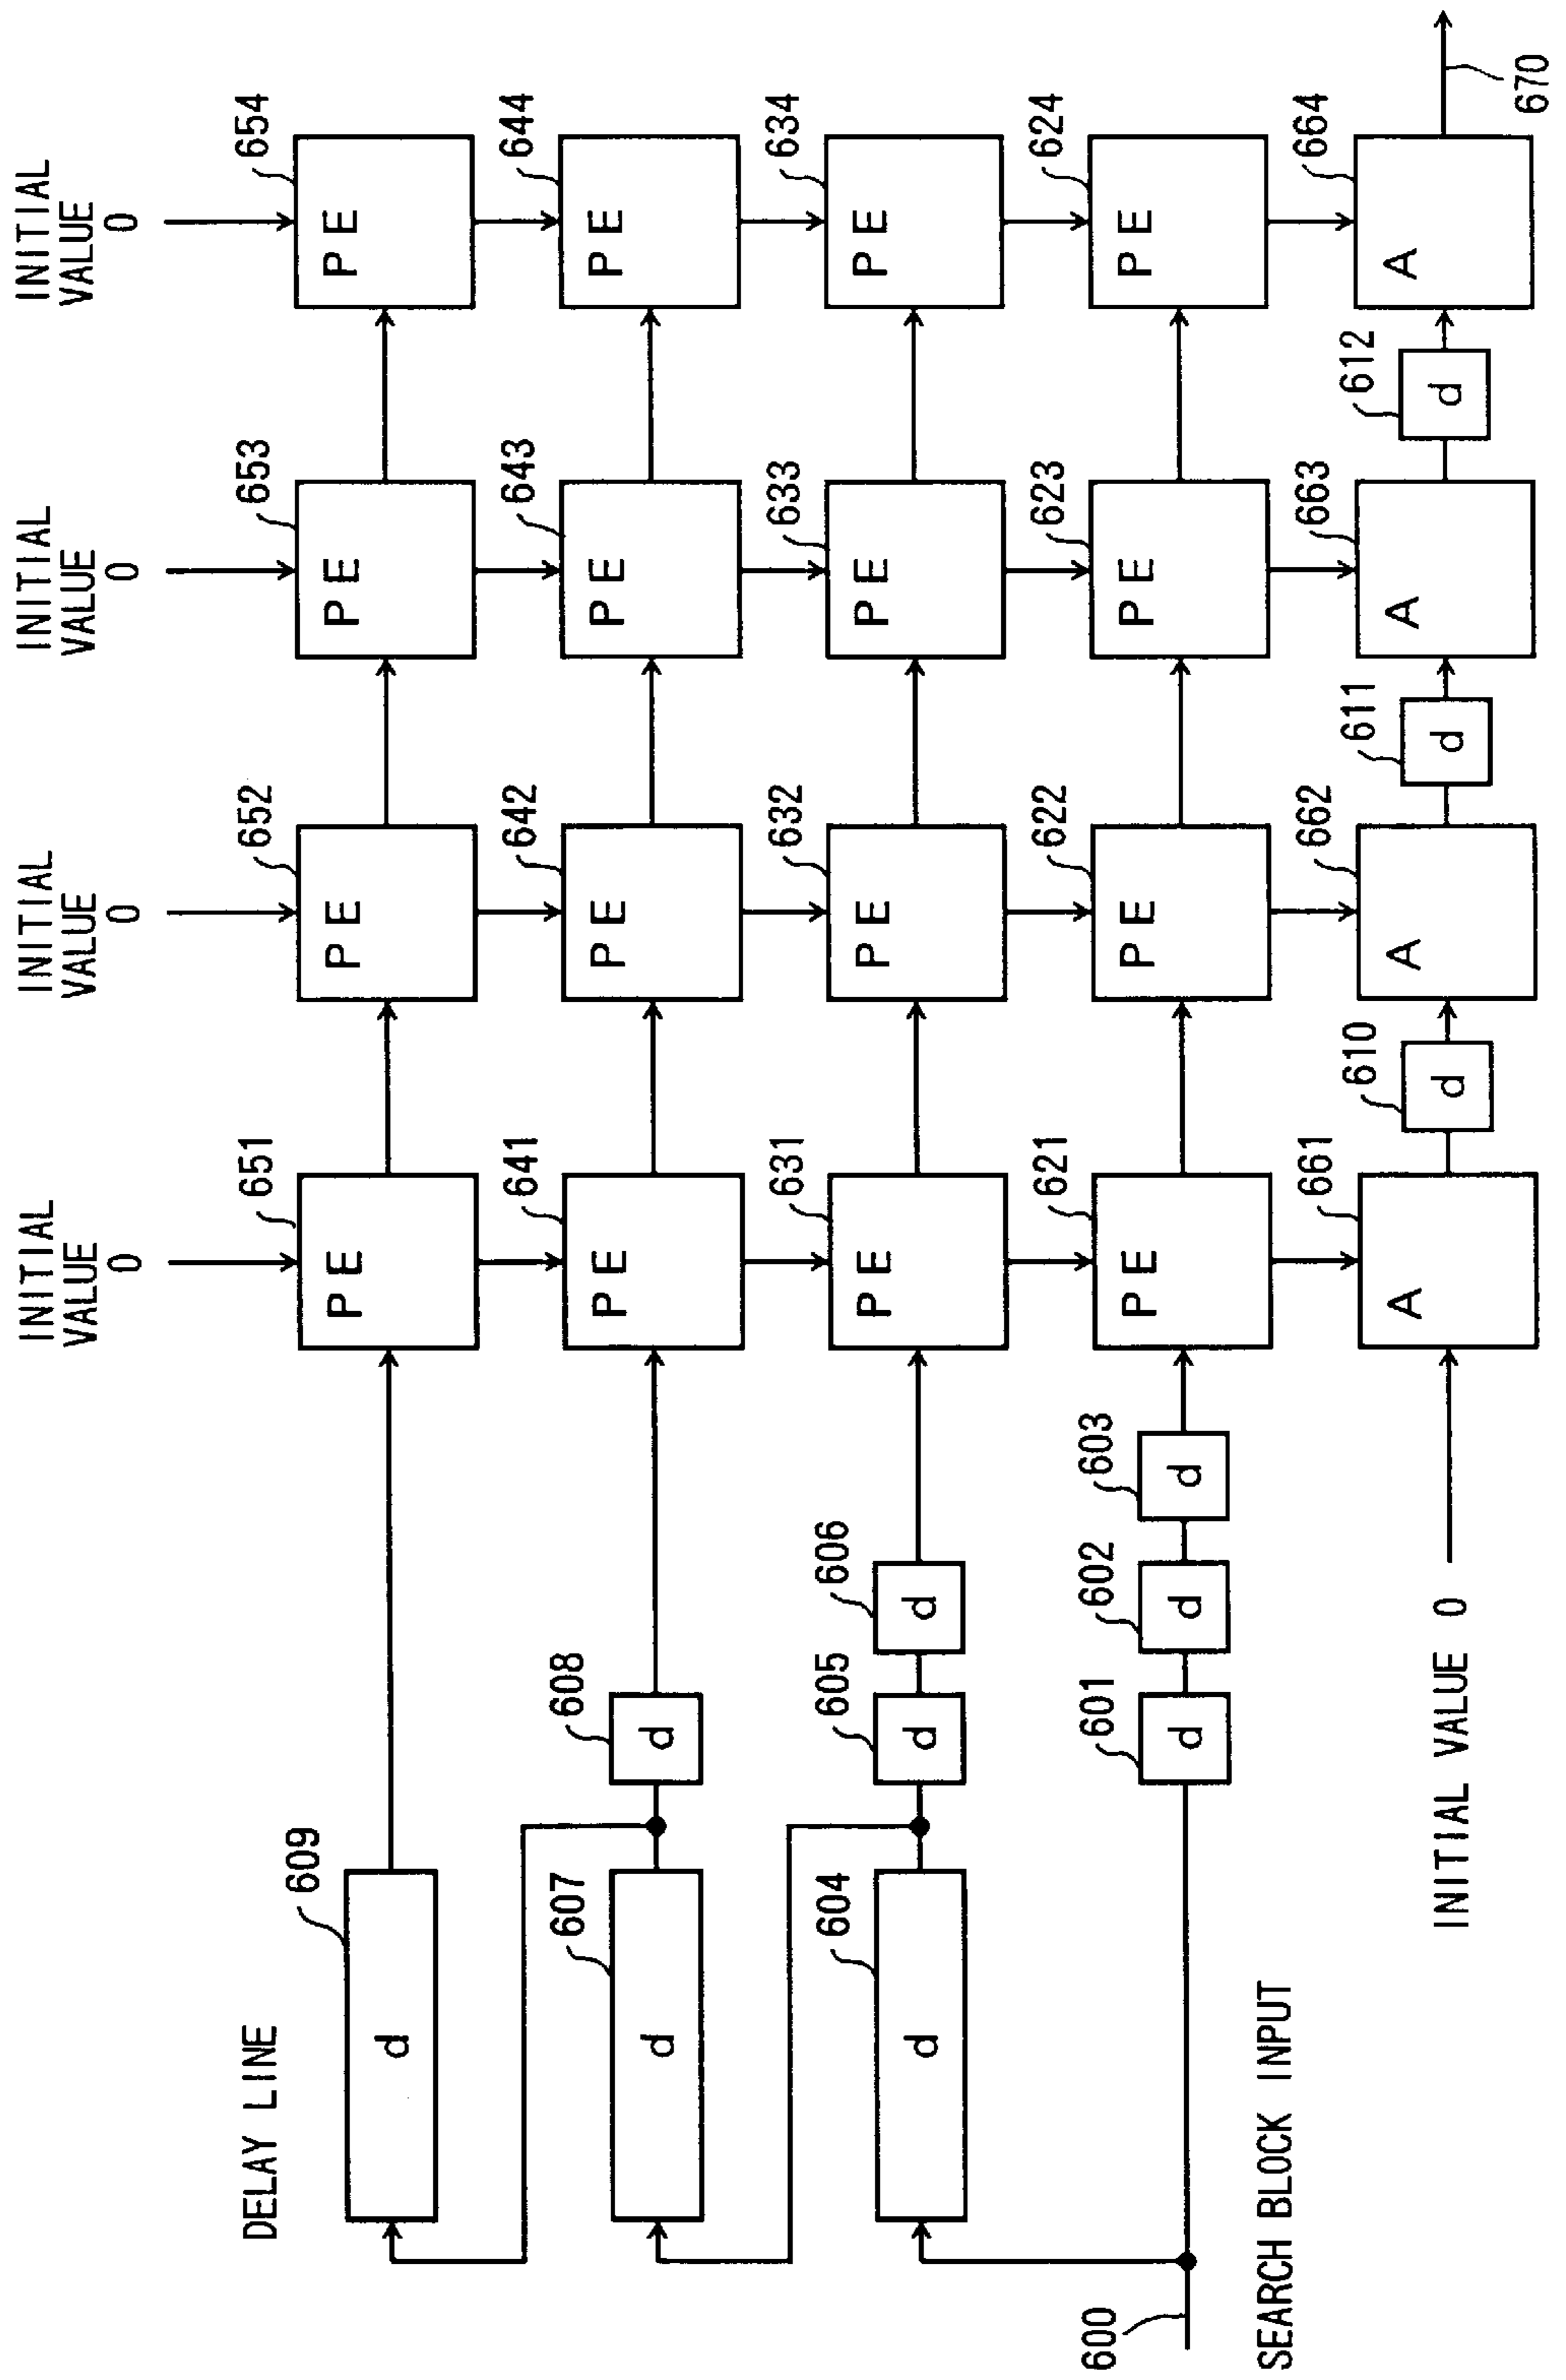 INITIAL VALUE 0
INITIAL VALUE 0
INITIAL VALUE 0
INITIAL VALUE 0
DELAY LINE
609 651 652 653 654
d PE PE PE PE
607 608 641 642 643 644
d d PE PE PE PE
604 605 606 631 632 633 634
d d d PE PE PE PE
600 601 602 603 621 622 623 624
d d d PE PE PE PE
SEARCH BLOCK INPUT
661 610 662 611 663 612 664
A d A d A d A
INITIAL VALUE 0
670